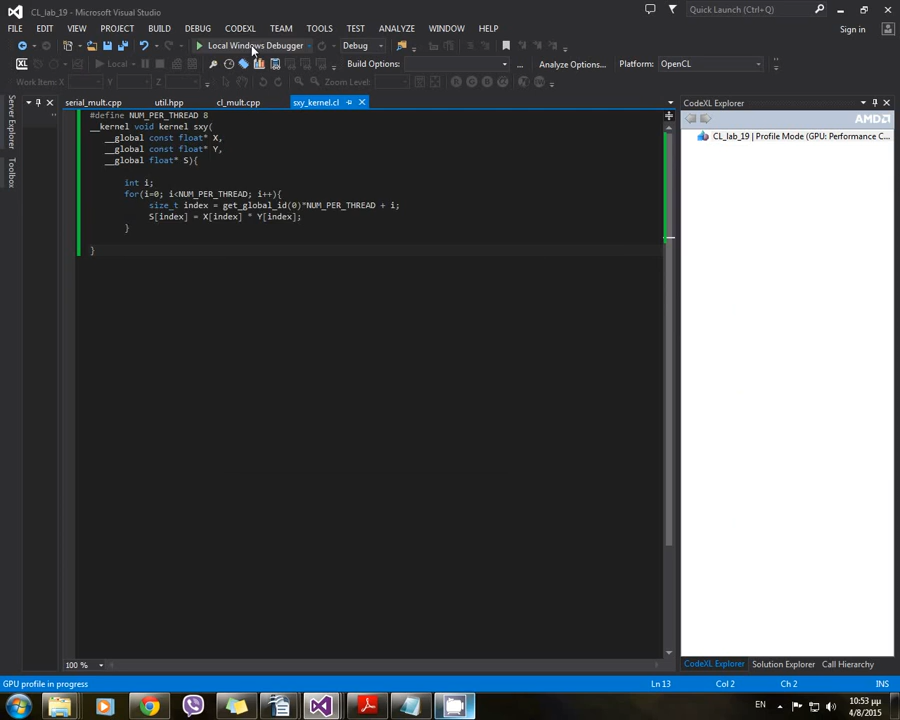 CL_lab_19 - Microsoft Visual Studio
Quick Launch (Ctrl+Q)
FILE EDIT VIEW PROJECT BUILD DEBUG CODEXL TEAM TOOLS TEST ANALYZE WINDOW HELP
Sign in
Local Windows Debugger Debug
Local Build Options: ... Analyze Options... Platform: OpenCL
Work Item: X Y Z Zoom Level:
Server Explorer
Toolbox
serial_mult.cpp util.hpp cl_mult.cpp sxy_kernel.cl
#define NUM_PER_THREAD 8
__kernel void kernel sxy(
__global const float* X,
__global const float* Y,
__global float* S){
int i;
for(i=0; i<NUM_PER_THREAD; i++){
size_t index = get_global_id(0)*NUM_PER_THREAD + i;
S[index] = X[index] * Y[index];
}
}
CodeXL Explorer
AMD
CL_lab_19 | Profile Mode (GPU: Performance C...
100 %
CodeXL Explorer Solution Explorer Call Hierarchy
GPU profile in progress
Ln 13 Col 2 Ch 2 INS
EN
10:53 μμ
4/8/2015